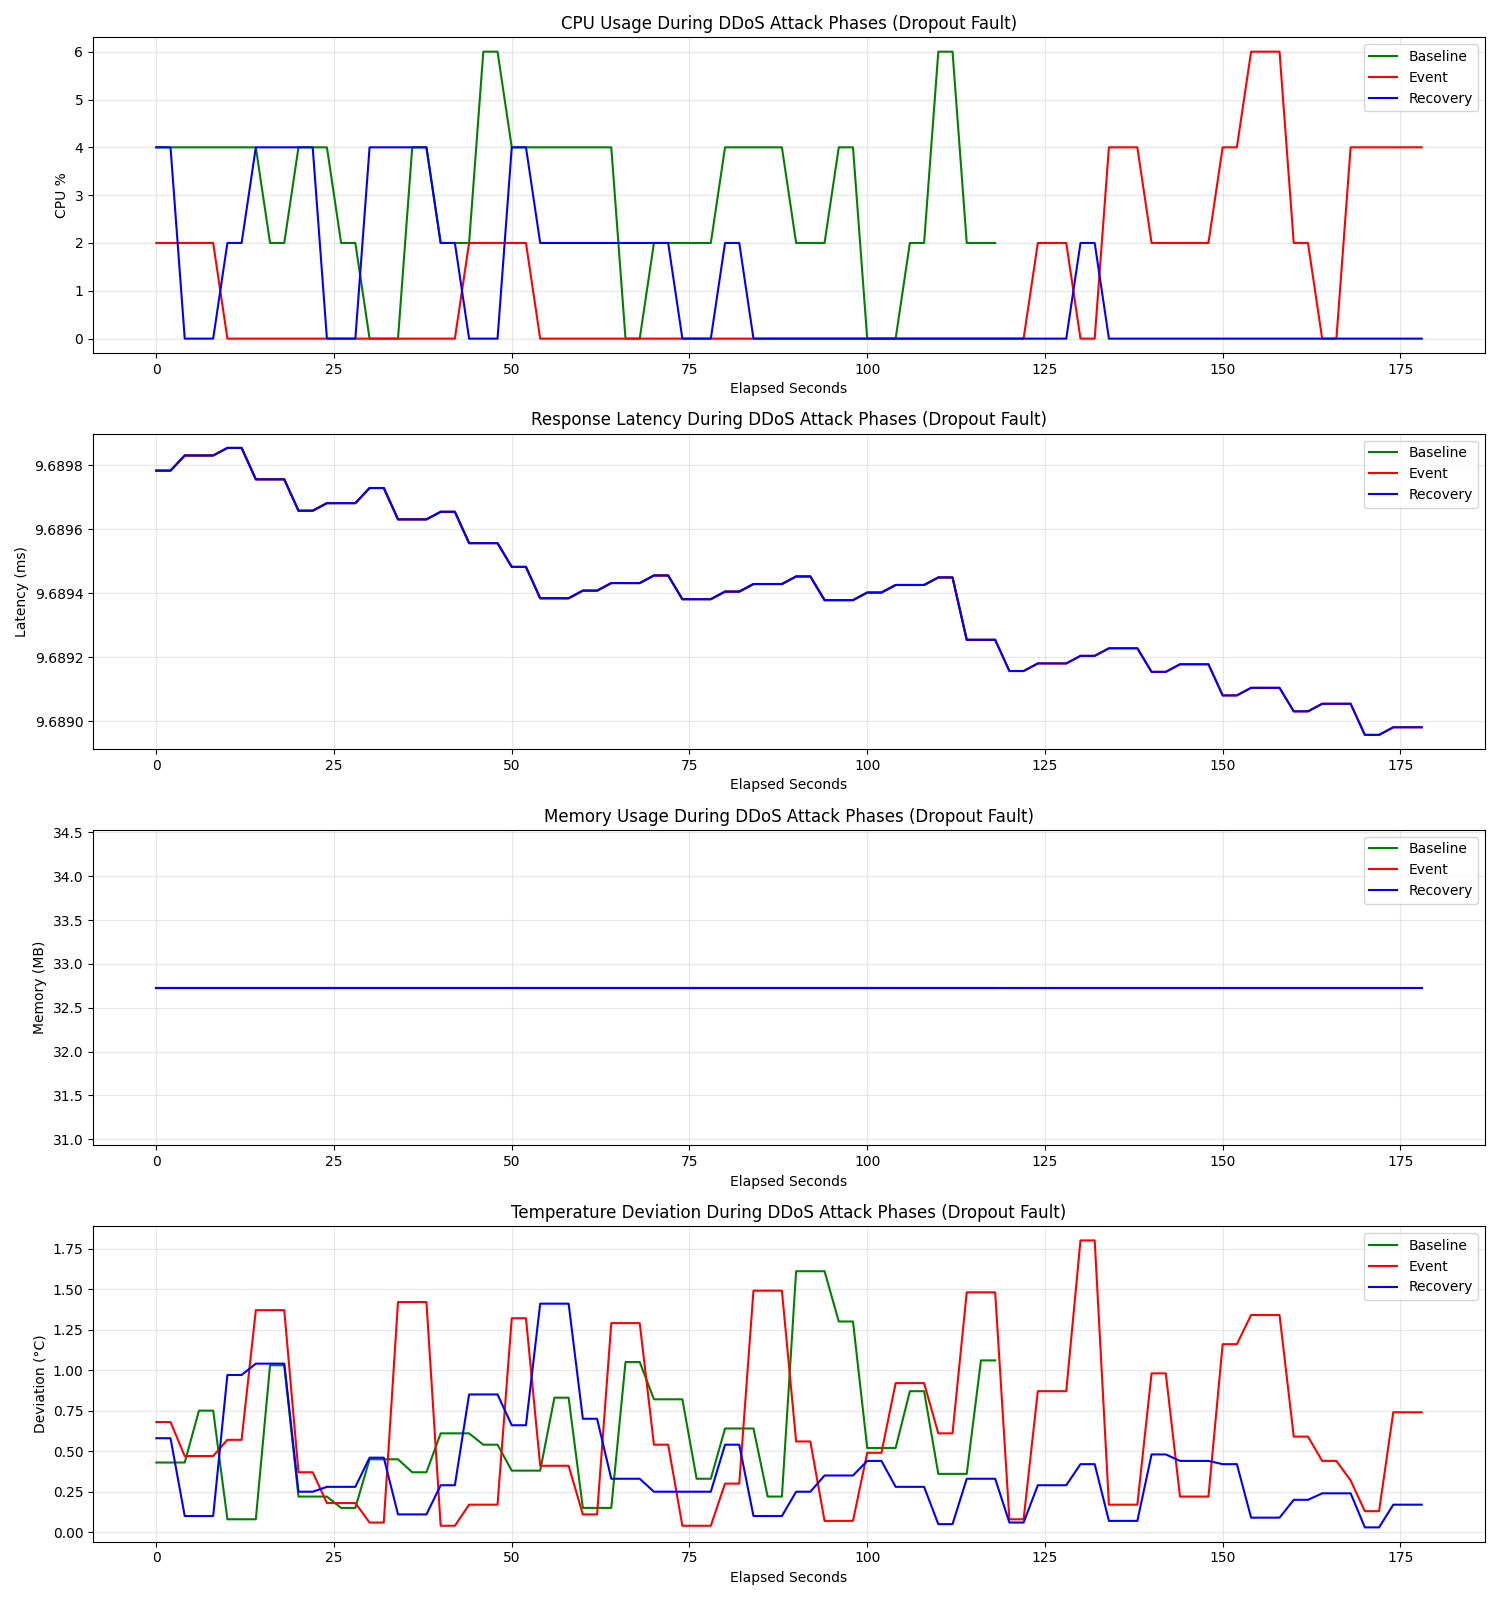 CPU Usage During DDoS Attack Phases (Dropout Fault)
CPU %
6
5
4
3
2
1
0
Baseline
Event
Recovery
0 25 50 75 100 125 150 175
Elapsed Seconds
Response Latency During DDoS Attack Phases (Dropout Fault)
Latency (ms)
9.6898
9.6896
9.6894
9.6892
9.6890
Baseline
Event
Recovery
0 25 50 75 100 125 150 175
Elapsed Seconds
Memory Usage During DDoS Attack Phases (Dropout Fault)
Memory (MB)
34.5
34.0
33.5
33.0
32.5
32.0
31.5
31.0
Baseline
Event
Recovery
0 25 50 75 100 125 150 175
Elapsed Seconds
Temperature Deviation During DDoS Attack Phases (Dropout Fault)
Deviation (°C)
1.75
1.50
1.25
1.00
0.75
0.50
0.25
0.00
Baseline
Event
Recovery
0 25 50 75 100 125 150 175
Elapsed Seconds